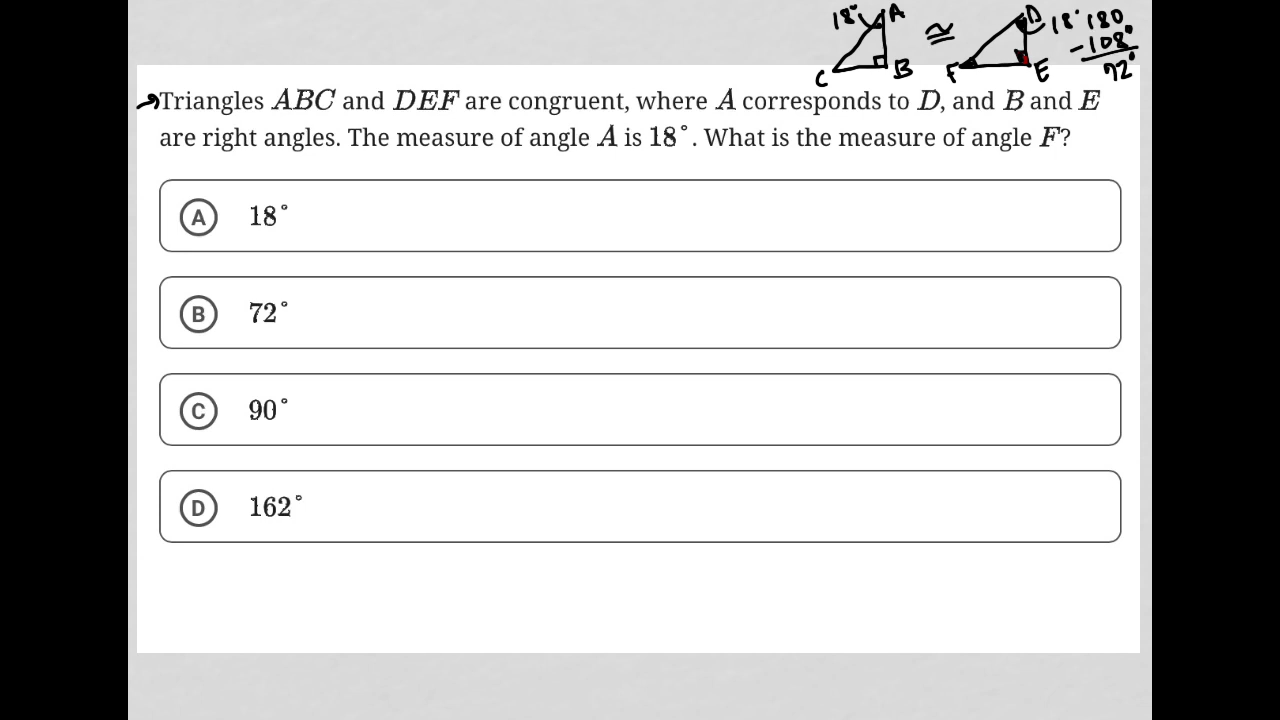 18° A ≅ D 18° 180
-108°
C B F E 72°
Triangles ABC and DEF are congruent, where A corresponds to D, and B and E
are right angles. The measure of angle A is 18°. What is the measure of angle F?
A 18°
B 72°
C 90°
D 162°